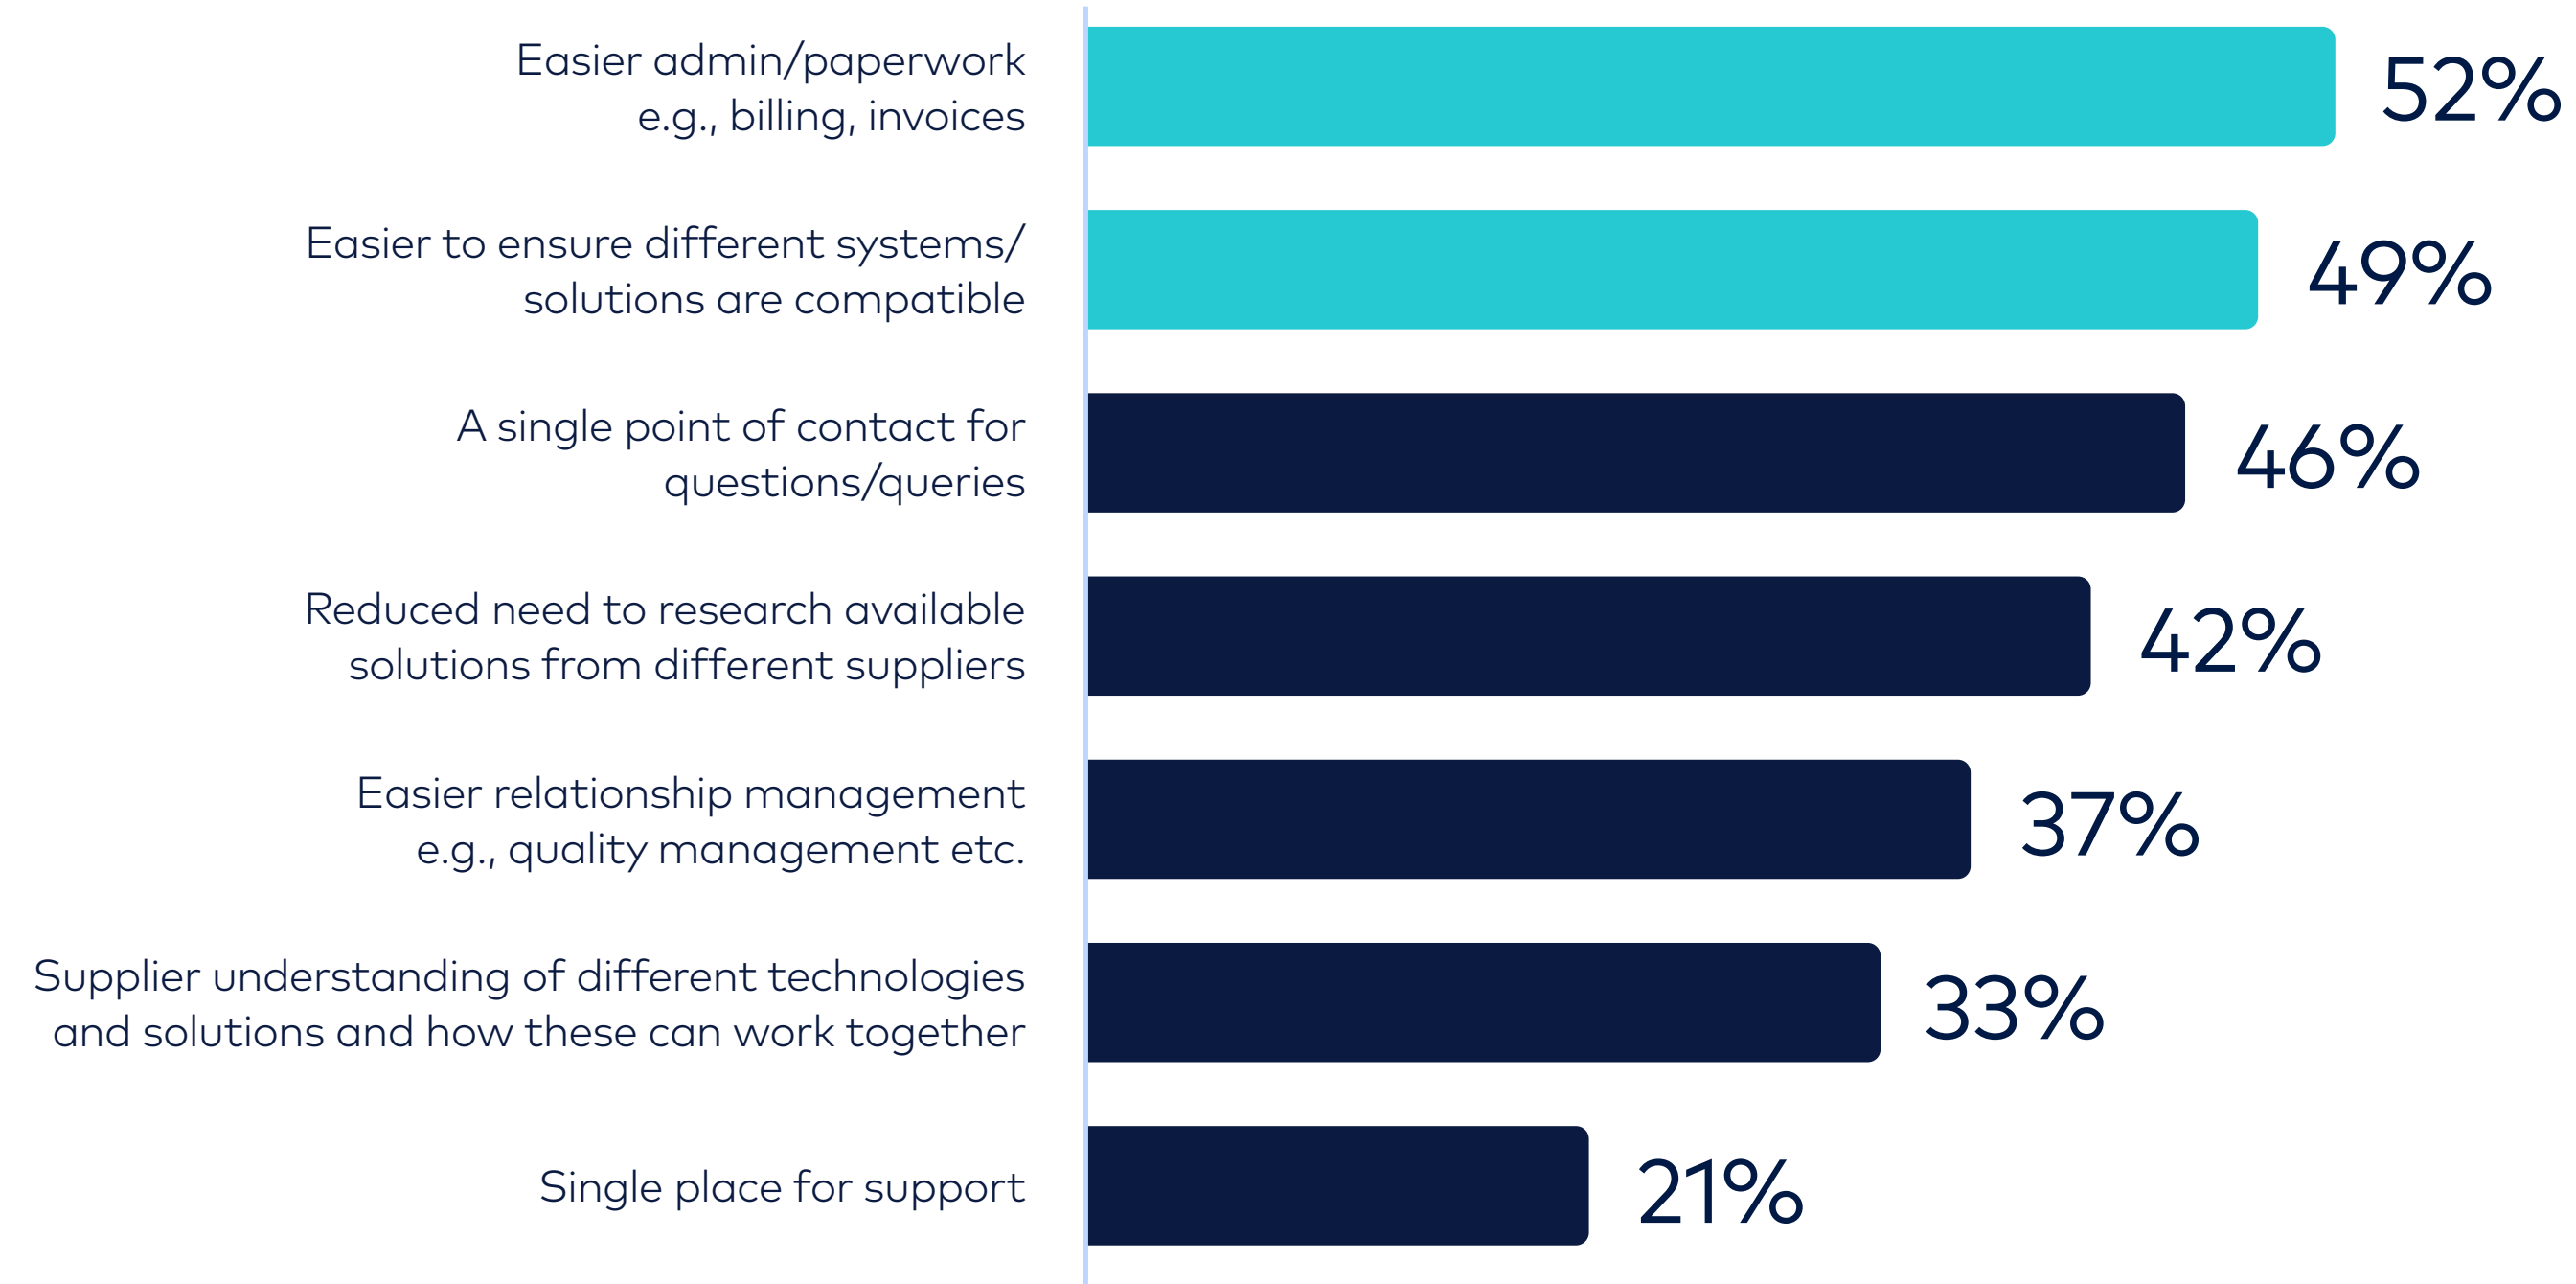 Easier admin/paperwork
e.g., billing, invoices
52%
Easier to ensure different systems/
solutions are compatible
49%
A single point of contact for
questions/queries
46%
Reduced need to research available
solutions from different suppliers
42%
Easier relationship management
e.g., quality management etc.
37%
Supplier understanding of different technologies
and solutions and how these can work together
33%
Single place for support
21%